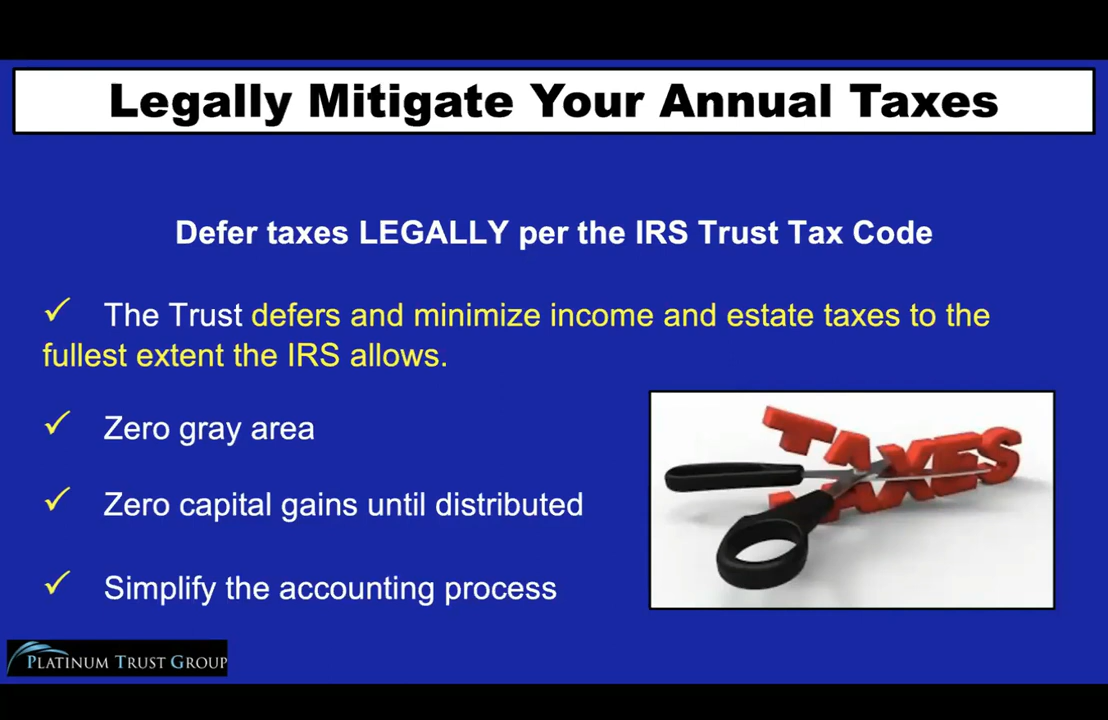 Legally Mitigate Your Annual Taxes
Defer taxes LEGALLY per the IRS Trust Tax Code
✓ The Trust defers and minimize income and estate taxes to the
fullest extent the IRS allows.
✓ Zero gray area
✓ Zero capital gains until distributed
✓ Simplify the accounting process
TAXES
PLATINUM TRUST GROUP